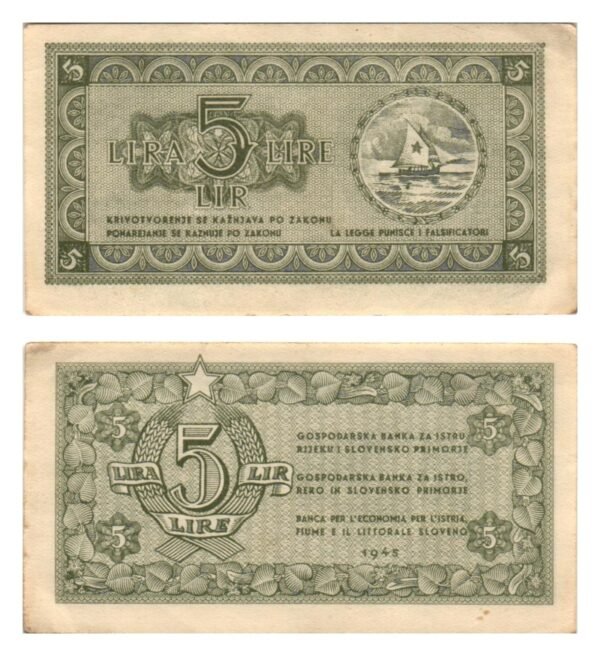 5 5
LIRA 5 LIRE
LIR
KRIVOTVORENJE SE KAŽNJAVA PO ZAKONU
PONAREJANJE SE KAZNUJE PO ZAKONU
LA LEGGE PUNISCE I FALSIFICATORI
5 5
5 5
GOSPODARSKA BANKA ZA ISTRU,
RIJEKU I SLOVENSKO PRIMORJE
LIRA 5 LIR
LIRE
GOSPODARSKA BANKA ZA ISTRO,
REKO IN SLOVENSKO PRIMORJE
BANCA PER L'ECONOMIA PER L'ISTRIA,
FIUME E IL LITTORALE SLOVENO
1945
5 5